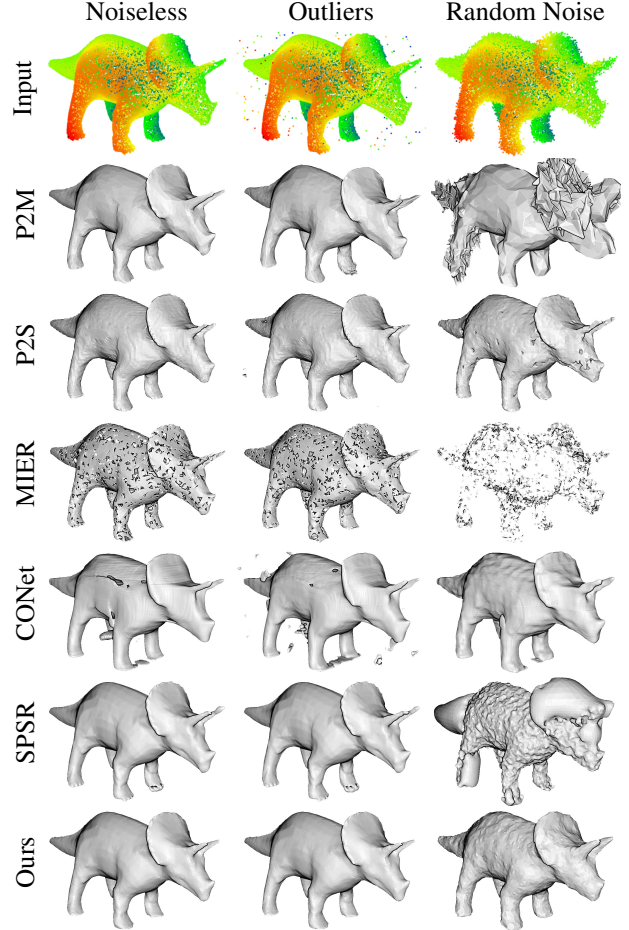 Noiseless Outliers Random Noise
Input
P2M
P2S
MIER
CONet
SPSR
Ours